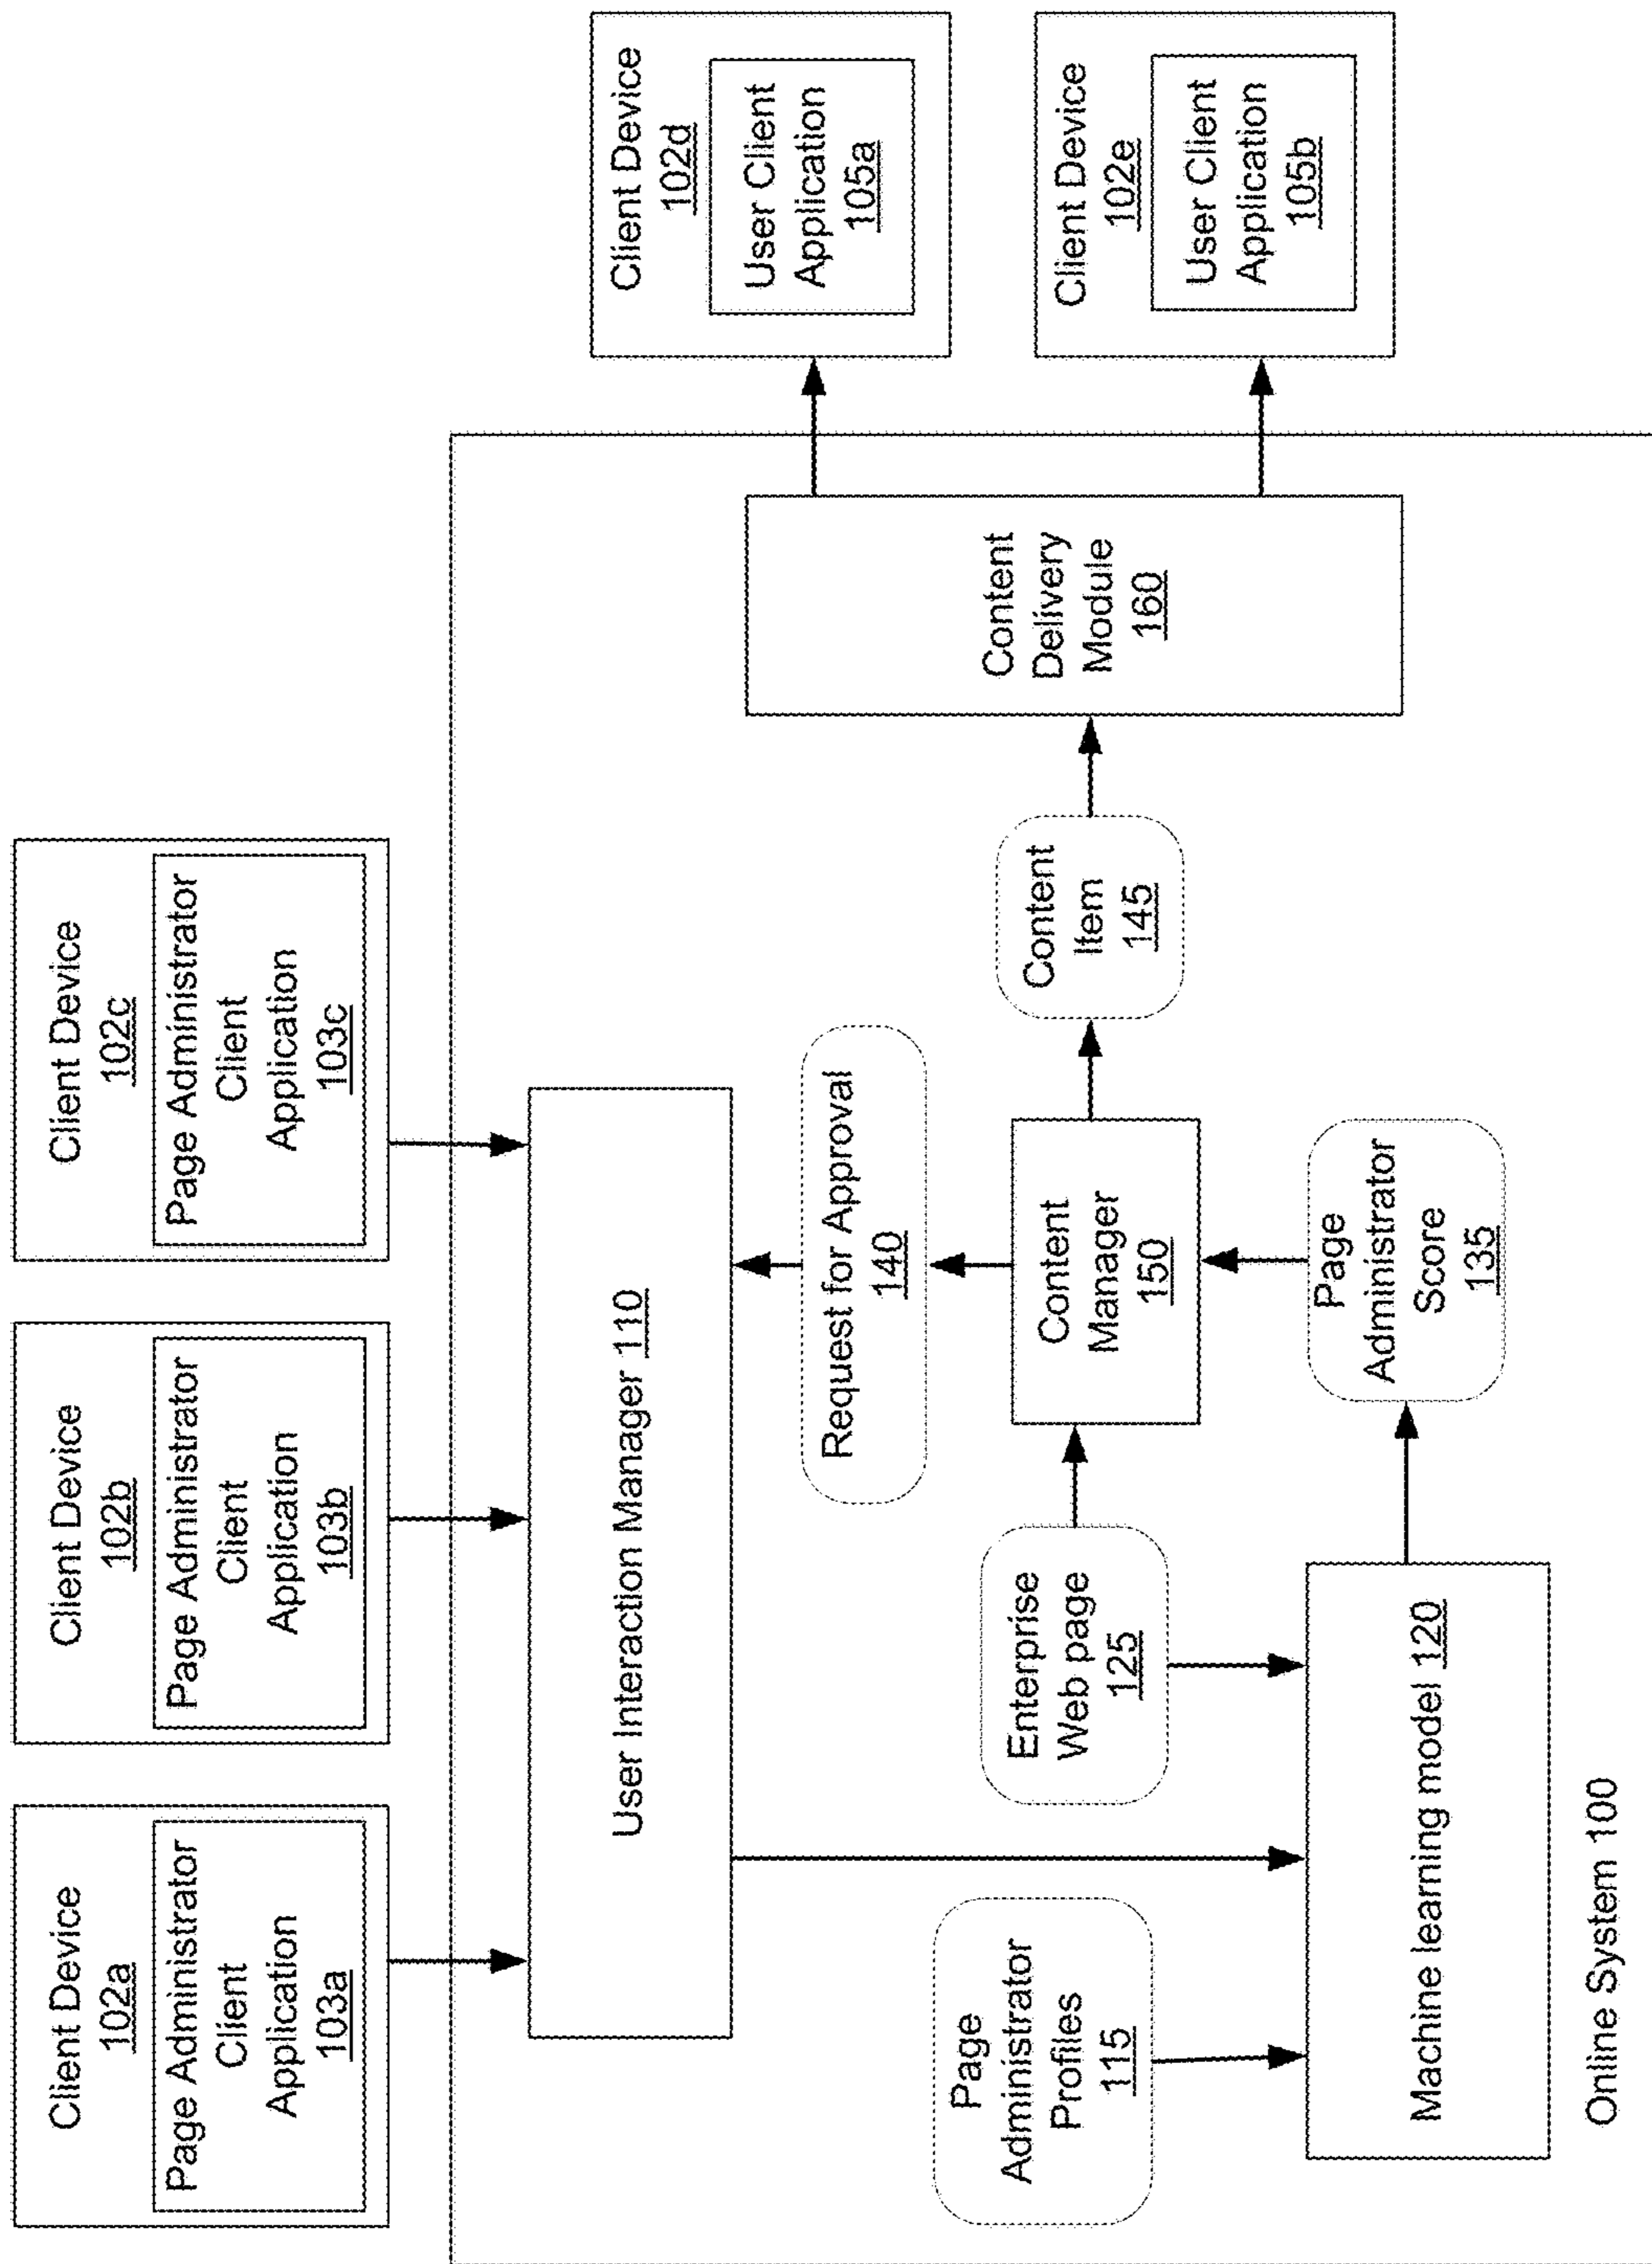 Client Device
102a
Page Administrator
Client
Application
103a
Client Device
102b
Page Administrator
Client
Application
103b
Client Device
102c
Page Administrator
Client
Application
103c
User Interaction Manager 110
Client Device
102d
User Client
Application
105a
Request for Approval
140
Page
Administrator
Profiles
115
Enterprise
Web page
125
Content
Manager
150
Content
Item
145
Content
Delivery
Module
160
Client Device
102e
User Client
Application
105b
Machine learning model 120
Page
Administrator
Score
135
Online System 100